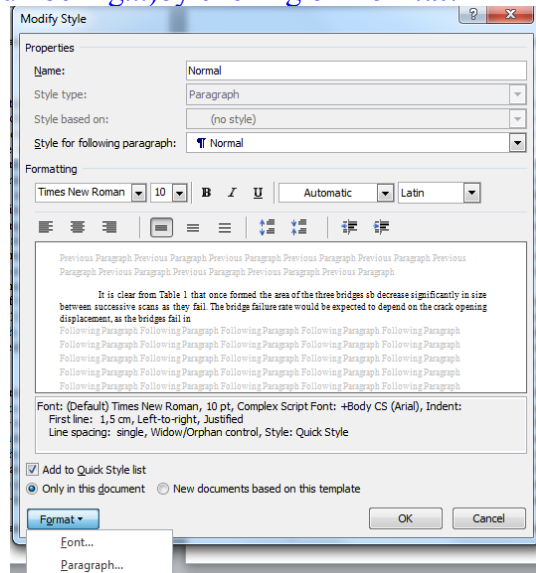 Modify Style
Properties
Name: Normal
Style type: Paragraph
Style based on: (no style)
Style for following paragraph: ¶ Normal
Formatting
Times New Roman 10 B I U Automatic Latin
Previous Paragraph Previous Paragraph Previous Paragraph Previous Paragraph Previous
Paragraph Previous Paragraph Previous Paragraph Previous Paragraph Previous Paragraph
It is clear from Table 1 that once formed the area of the three bridges sb decrease significantly in size
between successive scans as they fail. The bridge failure rate would be expected to depend on the crack opening
displacement, as the bridges fail in
Following Paragraph Following Paragraph Following Paragraph Following Paragraph Following Paragraph
Following Paragraph Following Paragraph Following Paragraph Following Paragraph Following Paragraph
Following Paragraph Following Paragraph Following Paragraph Following Paragraph Following Paragraph
Following Paragraph Following Paragraph Following Paragraph Following Paragraph Following Paragraph
Following Paragraph Following Paragraph Following Paragraph Following Paragraph Following Paragraph
Font: (Default) Times New Roman, 10 pt, Complex Script Font: +Body CS (Arial), Indent:
First line: 1,5 cm, Left-to-right, Justified
Line spacing: single, Widow/Orphan control, Style: Quick Style
Add to Quick Style list
Only in this document New documents based on this template
Format OK Cancel
Font...
Paragraph...